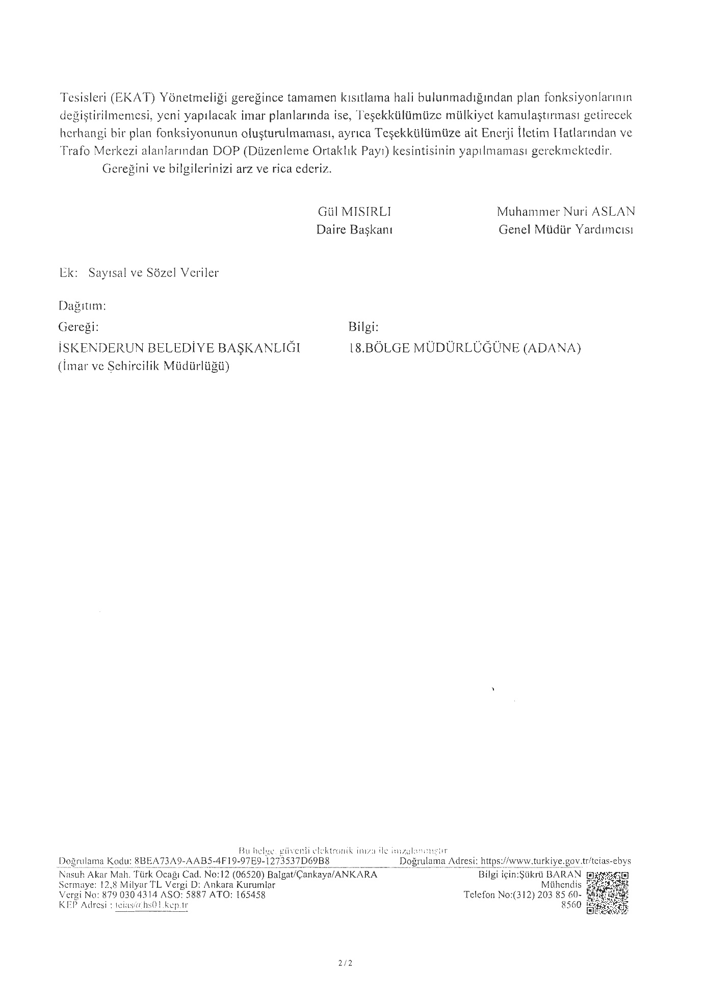 Tesisleri (EKAT) Yönetmeliği gereğince tamamen kısıtlama hali bulunmadığından plan fonksiyonlarının
değiştirilmemesi, yeni yapılacak imar planlarında ise, Teşekkülümüze mülkiyet kamulaştırması getirecek
herhangi bir plan fonksiyonunun oluşturulmaması, ayrıca Teşekkülümüze ait Enerji İletim Hatlarından ve
Trafo Merkezi alanlarından DOP (Düzenleme Ortaklık Payı) kesintisinin yapılmaması gerekmektedir.
Gereğini ve bilgilerinizi arz ve rica ederiz.
Gül MISIRLI Muhammer Nuri ASLAN
Daire Başkanı Genel Müdür Yardımcısı
Ek: Sayısal ve Sözel Veriler
Dağıtım:
Gereği: Bilgi:
İSKENDERUN BELEDİYE BAŞKANLIĞI 18.BÖLGE MÜDÜRLÜĞÜNE (ADANA)
(İmar ve Şehircilik Müdürlüğü)
Bu belge, güvenli elektronik imza ile imzalanmıştır
Doğrulama Kodu: 8BEA73A9-AAB5-4F19-97E9-1273537D69B8 Doğrulama Adresi: https://www.turkiye.gov.tr/teias-ebys
Nasuh Akar Mah. Türk Ocağı Cad. No:12 (06520) Balgat/Çankaya/ANKARA Bilgi için:Şükrü BARAN
Sermaye: 12,8 Milyar TL Vergi D: Ankara Kurumlar Mühendis
Vergi No: 879 030 4314 ASO: 5887 ATO: 165458 Telefon No:(312) 203 85 60-
KEP Adresi : teias@hs01.kep.tr 8560
2/2